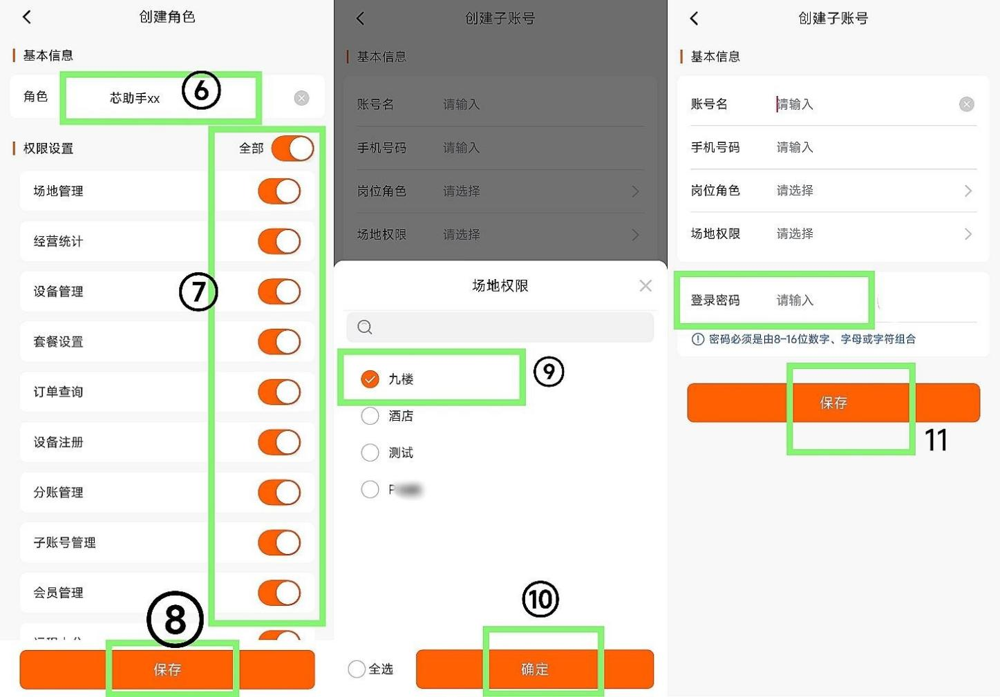 创建角色
基本信息
角色 芯助手xx ⑥
权限设置 全部
场地管理
经营统计
⑦
设备管理
套餐设置
订单查询
设备注册
分账管理
子账号管理
会员管理
⑧
保存
创建子账号
基本信息
账号名 请输入
手机号码 请输入
岗位角色 请选择
场地权限 请选择
场地权限
九楼 ⑨
酒店
测试
P
⑩
全选 确定
创建子账号
基本信息
账号名 请输入
手机号码 请输入
岗位角色 请选择
场地权限 请选择
登录密码 请输入
密码必须是由8-16位数字、字母或字符组合
保存
11